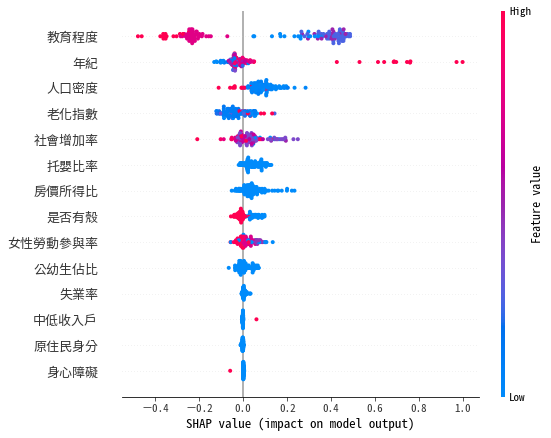 High
教育程度
年紀
人口密度
老化指數
社會增加率
托嬰比率
房價所得比
是否有殼
女性勞動參與率
公幼生佔比
失業率
中低收入戶
原住民身分
身心障礙
Feature value
Low
−0.4 −0.2 0.0 0.2 0.4 0.6 0.8 1.0
SHAP value (impact on model output)